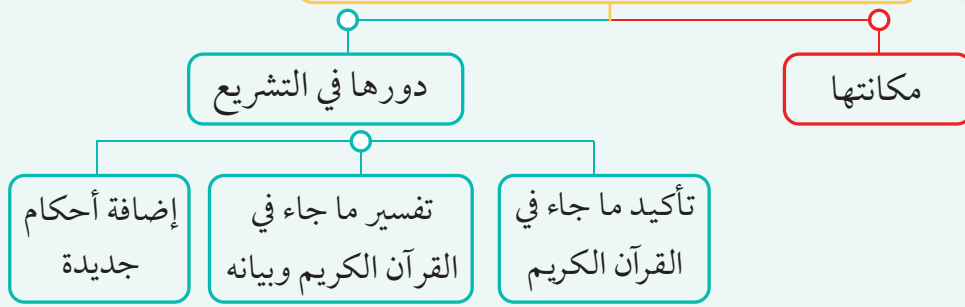 مكانتها
دورها في التشريع
تأكيد ما جاء في
القرآن الكريم
تفسير ما جاء في
القرآن الكريم وبيانه
إضافة أحكام
جديدة